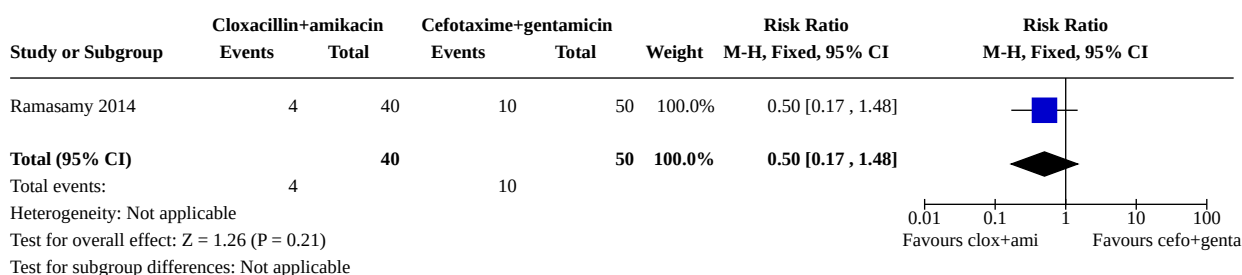 Cloxacillin+amikacin Cefotaxime+gentamicin Risk Ratio Risk Ratio
Study or Subgroup Events Total Events Total Weight M-H, Fixed, 95% CI M-H, Fixed, 95% CI
Ramasamy 2014 4 40 10 50 100.0% 0.50 [0.17 , 1.48]
Total (95% CI) 40 50 100.0% 0.50 [0.17 , 1.48]
Total events: 4 10
Heterogeneity: Not applicable
0.01 0.1 1 10 100
Test for overall effect: Z = 1.26 (P = 0.21) Favours clox+ami Favours cefo+genta
Test for subgroup differences: Not applicable